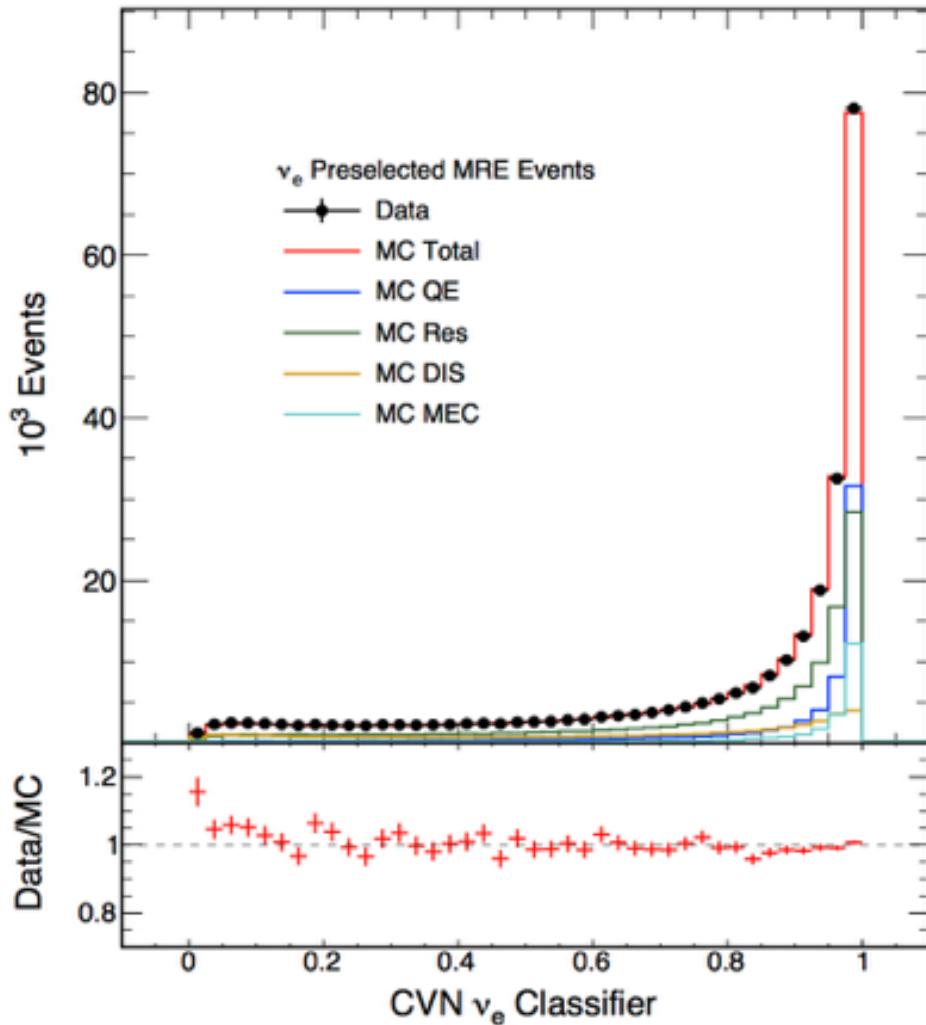 80
60
40
20
10³ Events
νₑ Preselected MRE Events
Data
MC Total
MC QE
MC Res
MC DIS
MC MEC
1.2
1
0.8
Data/MC
0 0.2 0.4 0.6 0.8 1
CVN νₑ Classifier